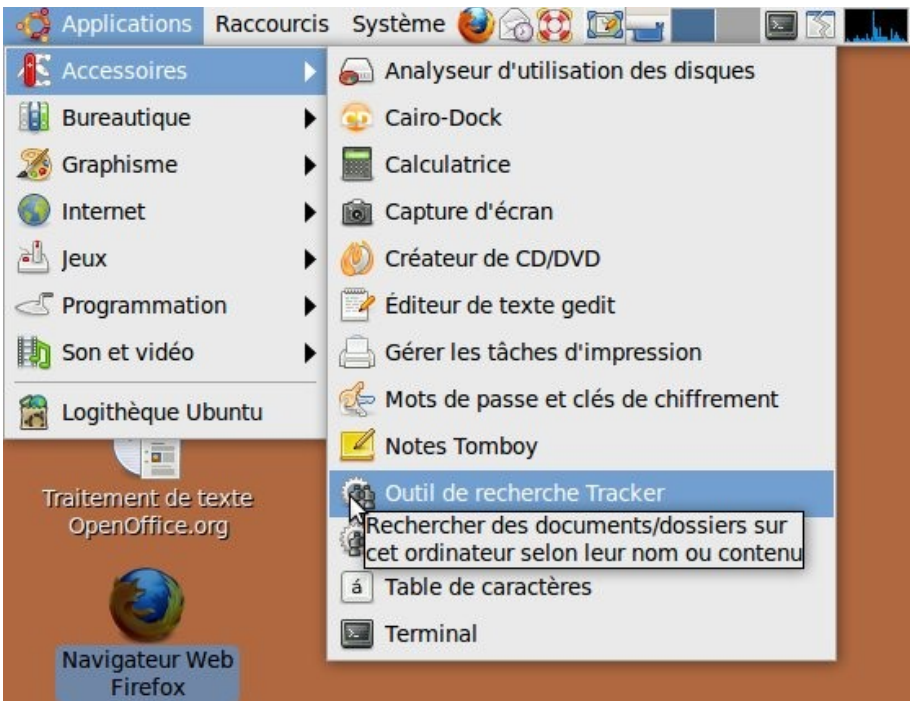 Applications Raccourcis Système
Accessoires
Bureautique
Graphisme
Internet
Jeux
Programmation
Son et vidéo
Logithèque Ubuntu
Analyseur d'utilisation des disques
Cairo-Dock
Calculatrice
Capture d'écran
Créateur de CD/DVD
Éditeur de texte gedit
Gérer les tâches d'impression
Mots de passe et clés de chiffrement
Notes Tomboy
Outil de recherche Tracker
Rechercher des documents/dossiers sur
cet ordinateur selon leur nom ou contenu
á Table de caractères
Terminal
Traitement de texte
OpenOffice.org
Navigateur Web
Firefox